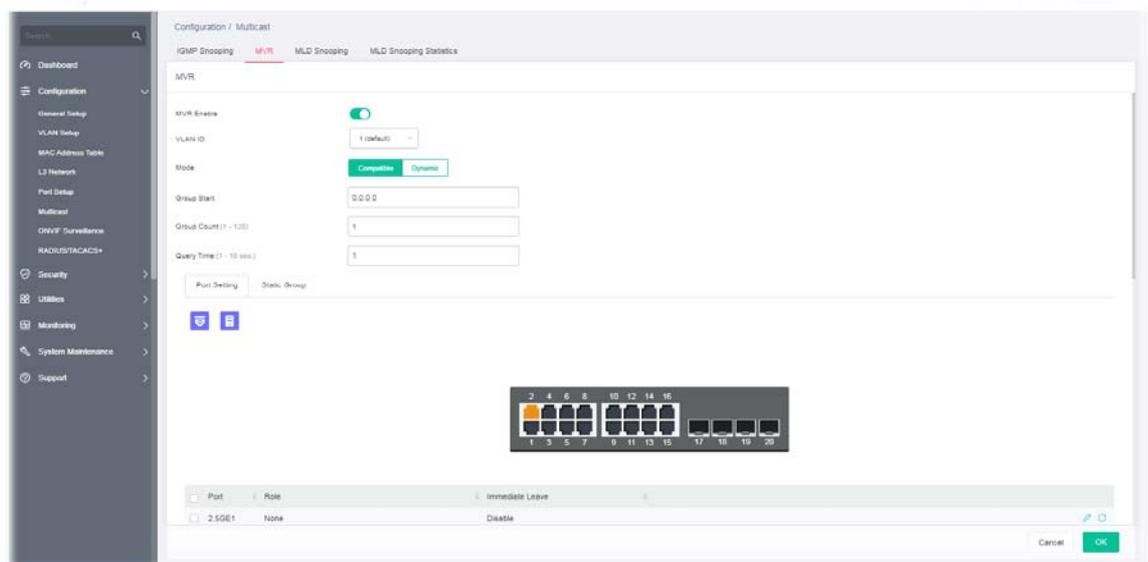 Search
Dashboard
Configuration
General Setup
VLAN Setup
MAC Address Table
L3 Network
Port Setup
Multicast
ONVIF Surveillance
RADIUS/TACACS+
Security
Utilities
Monitoring
System Maintenance
Support
Configuration / Multicast
IGMP Snooping MVR MLD Snooping MLD Snooping Statistics
MVR
MVR Enable
VLAN ID 1 (default)
Mode Compatible Dynamic
Group Start 0.0.0.0
Group Count (1 - 128) 1
Query Time (1 - 10 sec.) 1
Port Setting Static Group
2 4 6 8 10 12 14 16
1 3 5 7 9 11 13 15 17 18 19 20
Port Role Immediate Leave
2.5GE1 None Disable
Cancel OK